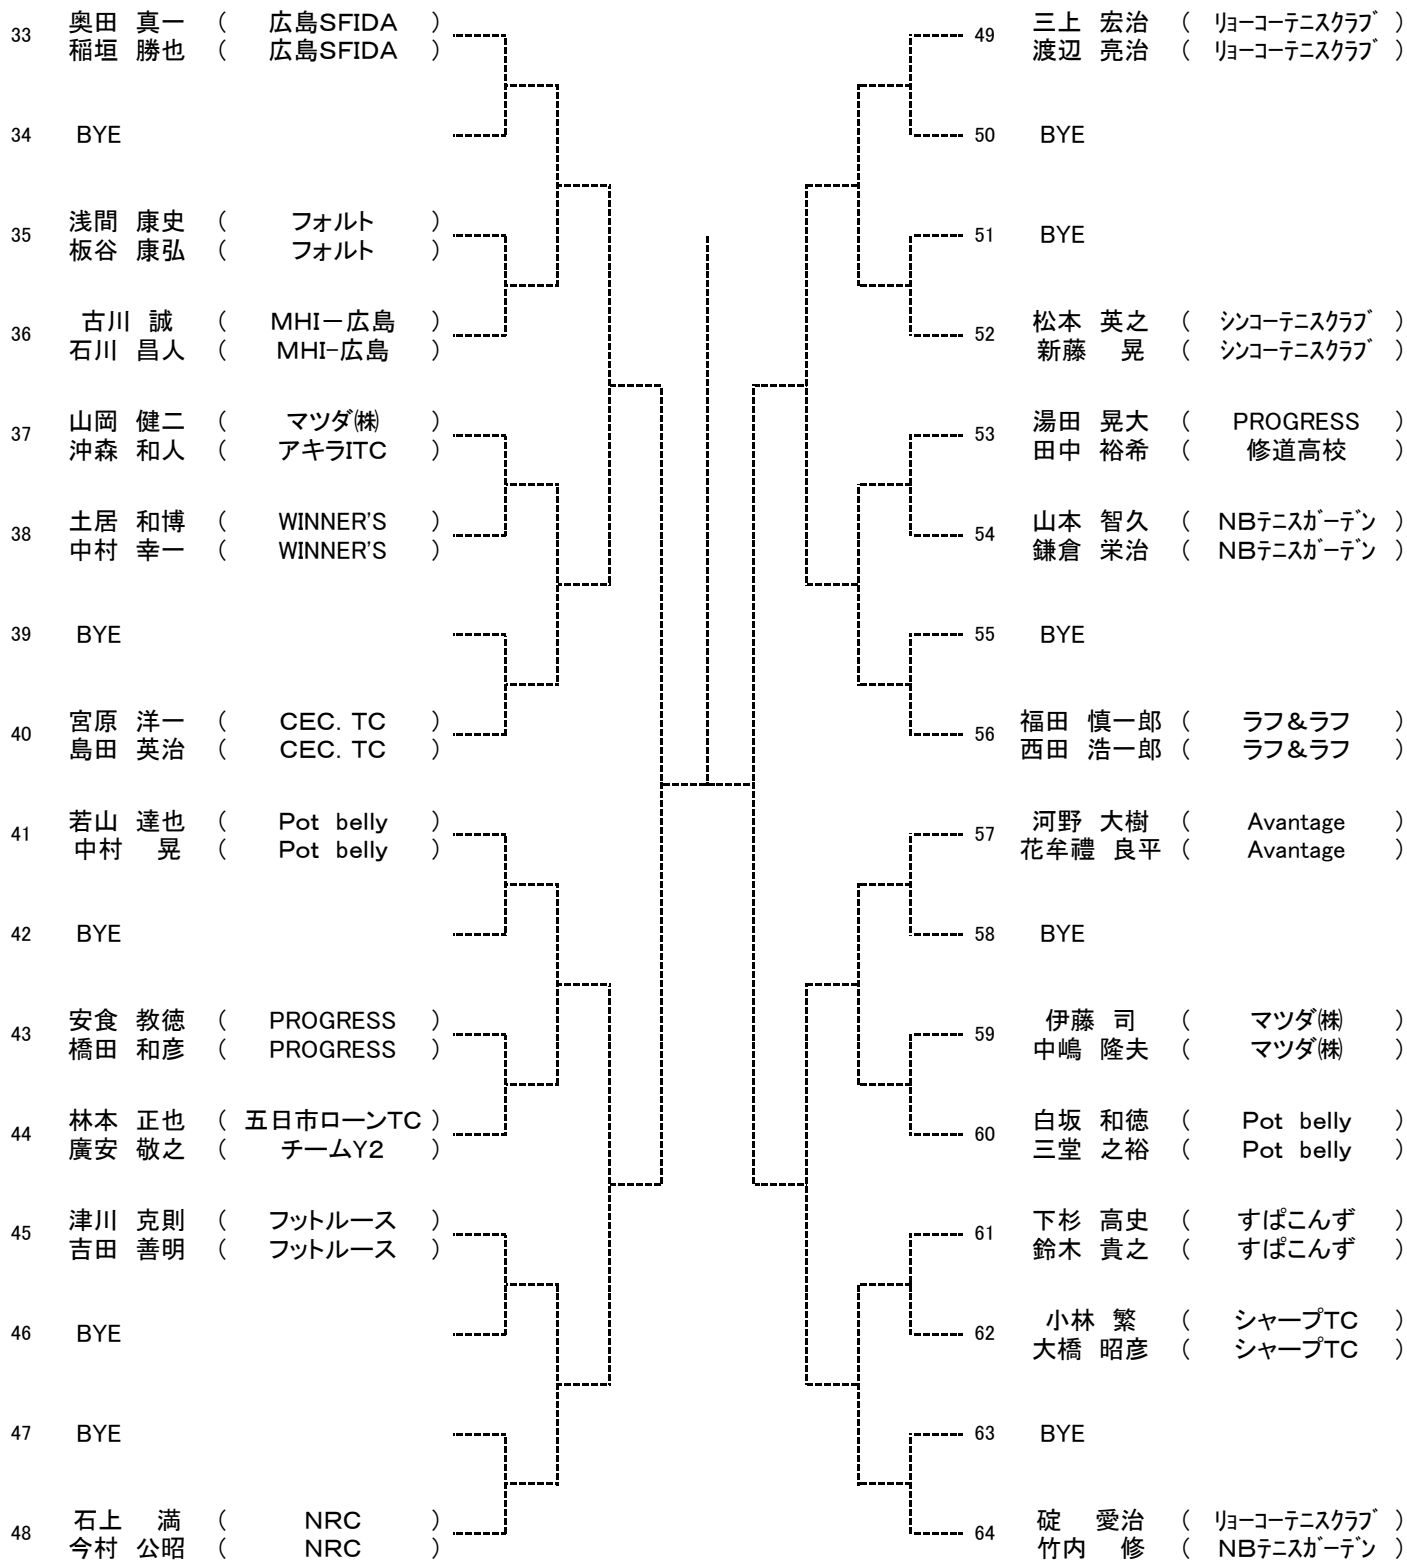 33 奥田 真一 ( 広島SFIDA )
稲垣 勝也 ( 広島SFIDA )
34 BYE
35 浅間 康史 ( フォルト )
板谷 康弘 ( フォルト )
36 古川 誠 ( MHI－広島 )
石川 昌人 ( MHI-広島 )
37 山岡 健二 ( マツダ㈱ )
沖森 和人 ( アキラITC )
38 土居 和博 ( WINNER'S )
中村 幸一 ( WINNER'S )
39 BYE
40 宮原 洋一 ( CEC. TC )
島田 英治 ( CEC. TC )
41 若山 達也 ( Pot belly )
中村 晃 ( Pot belly )
42 BYE
43 安食 教徳 ( PROGRESS )
橋田 和彦 ( PROGRESS )
44 林本 正也 ( 五日市ローンTC )
廣安 敬之 ( チームY2 )
45 津川 克則 ( フットルース )
吉田 善明 ( フットルース )
46 BYE
47 BYE
48 石上 満 ( NRC )
今村 公昭 ( NRC )
49 三上 宏治 ( ﾘｮｰｺｰﾃﾆｽｸﾗﾌﾞ )
渡辺 亮治 ( ﾘｮｰｺｰﾃﾆｽｸﾗﾌﾞ )
50 BYE
51 BYE
52 松本 英之 ( ｼﾝｺｰﾃﾆｽｸﾗﾌﾞ )
新藤 晃 ( ｼﾝｺｰﾃﾆｽｸﾗﾌﾞ )
53 湯田 晃大 ( PROGRESS )
田中 裕希 ( 修道高校 )
54 山本 智久 ( NBﾃﾆｽｶﾞｰﾃﾞﾝ )
鎌倉 栄治 ( NBﾃﾆｽｶﾞｰﾃﾞﾝ )
55 BYE
56 福田 慎一郎 ( ラフ＆ラフ )
西田 浩一郎 ( ラフ＆ラフ )
57 河野 大樹 ( Avantage )
花牟禮 良平 ( Avantage )
58 BYE
59 伊藤 司 ( マツダ㈱ )
中嶋 隆夫 ( マツダ㈱ )
60 白坂 和徳 ( Pot belly )
三堂 之裕 ( Pot belly )
61 下杉 高史 ( すぱこんず )
鈴木 貴之 ( すぱこんず )
62 小林 繁 ( シャープTC )
大橋 昭彦 ( シャープTC )
63 BYE
64 碇 愛治 ( ﾘｮｰｺｰﾃﾆｽｸﾗﾌﾞ )
竹内 修 ( NBﾃﾆｽｶﾞｰﾃﾞﾝ )